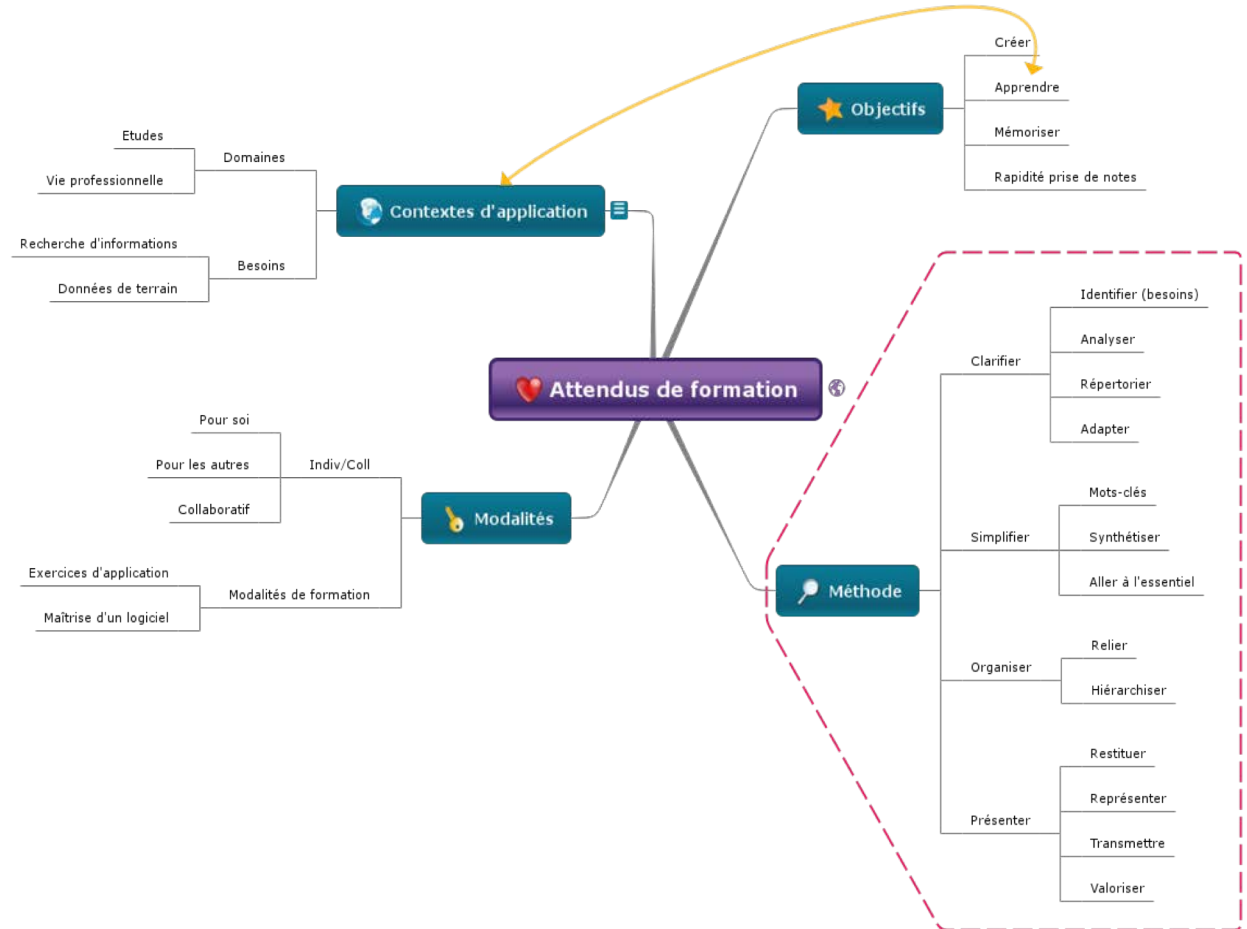 Attendus de formation
Objectifs
Créer
Apprendre
Mémoriser
Rapidité prise de notes
Méthode
Clarifier
Identifier (besoins)
Analyser
Répertorier
Adapter
Simplifier
Mots-clés
Synthétiser
Aller à l'essentiel
Organiser
Relier
Hiérarchiser
Présenter
Restituer
Représenter
Transmettre
Valoriser
Contextes d'application
Domaines
Etudes
Vie professionnelle
Besoins
Recherche d'informations
Données de terrain
Modalités
Indiv/Coll
Pour soi
Pour les autres
Collaboratif
Modalités de formation
Exercices d'application
Maîtrise d'un logiciel